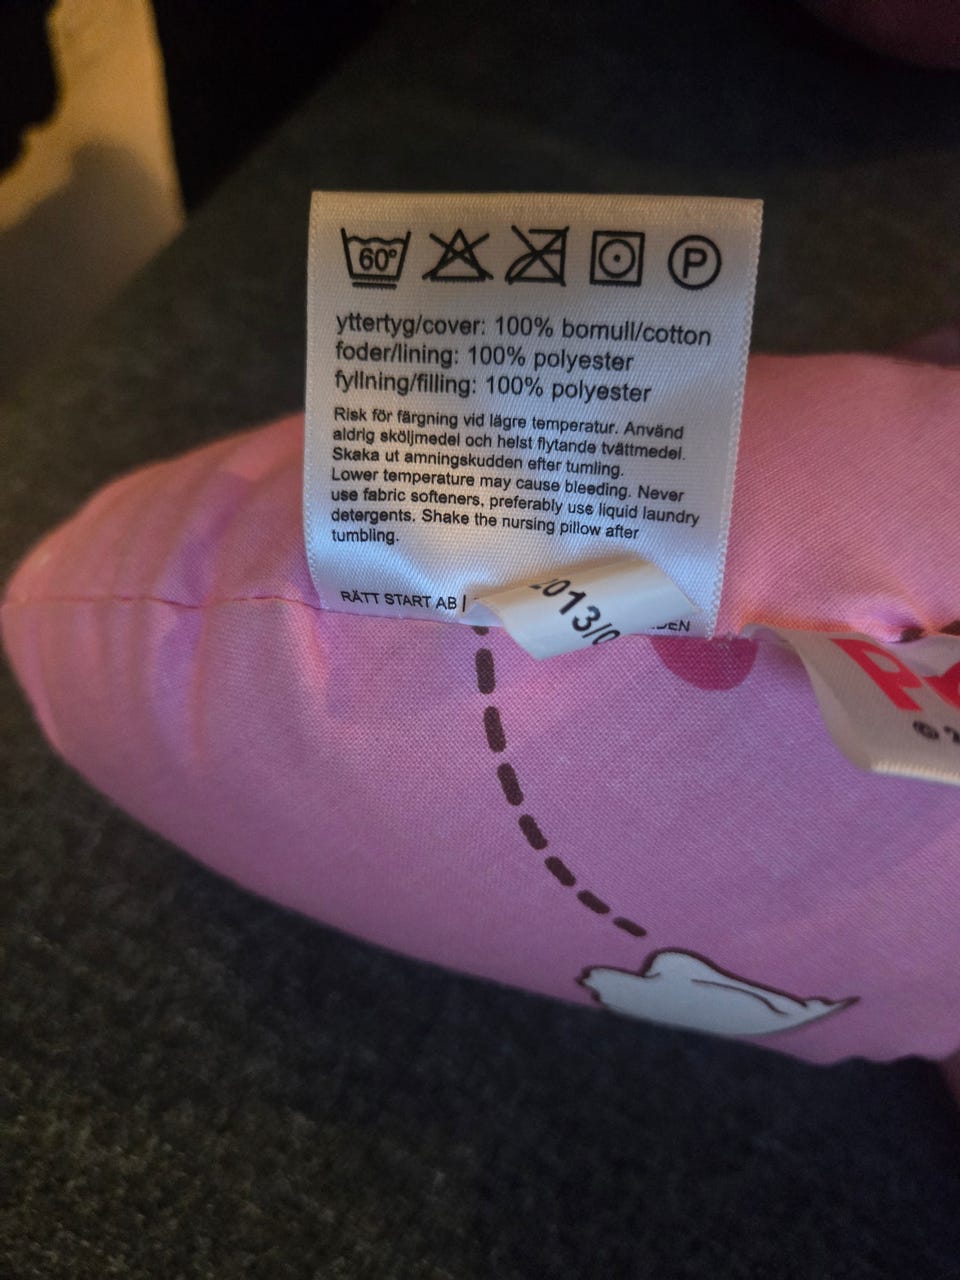 60°
P
yttertyg/cover: 100% bomull/cotton
foder/lining: 100% polyester
fyllning/filling: 100% polyester
Risk för färgning vid lägre temperatur. Använd
aldrig sköljmedel och helst flytande tvättmedel.
Skaka ut amningskudden efter tumling.
Lower temperature may cause bleeding. Never
use fabric softeners, preferably use liquid laundry
detergents. Shake the nursing pillow after
tumbling.
RÄTT START AB |
2013/0
P
©